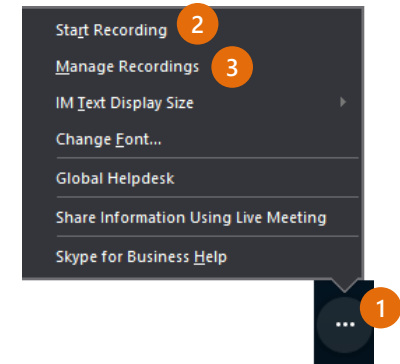 Start Recording 2
Manage Recordings 3
IM Text Display Size
Change Font...
Global Helpdesk
Share Information Using Live Meeting
Skype for Business Help
1
...